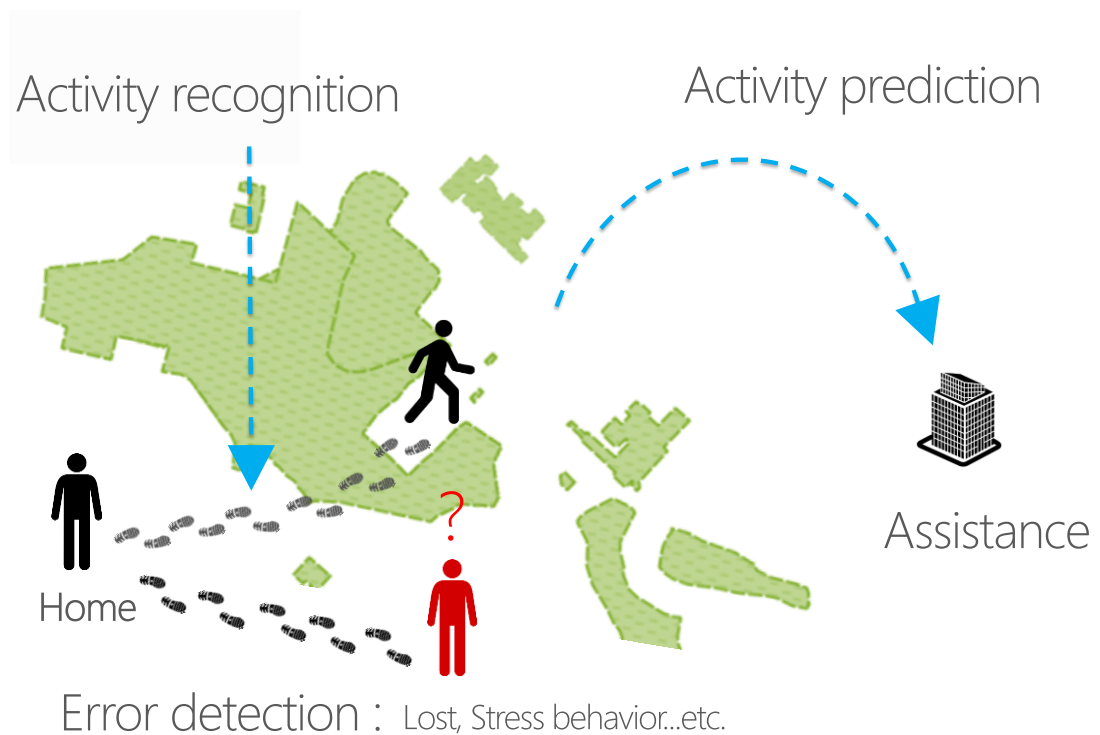 Activity recognition
Activity prediction
?
Assistance
Home
Error detection : Lost, Stress behavior...etc.